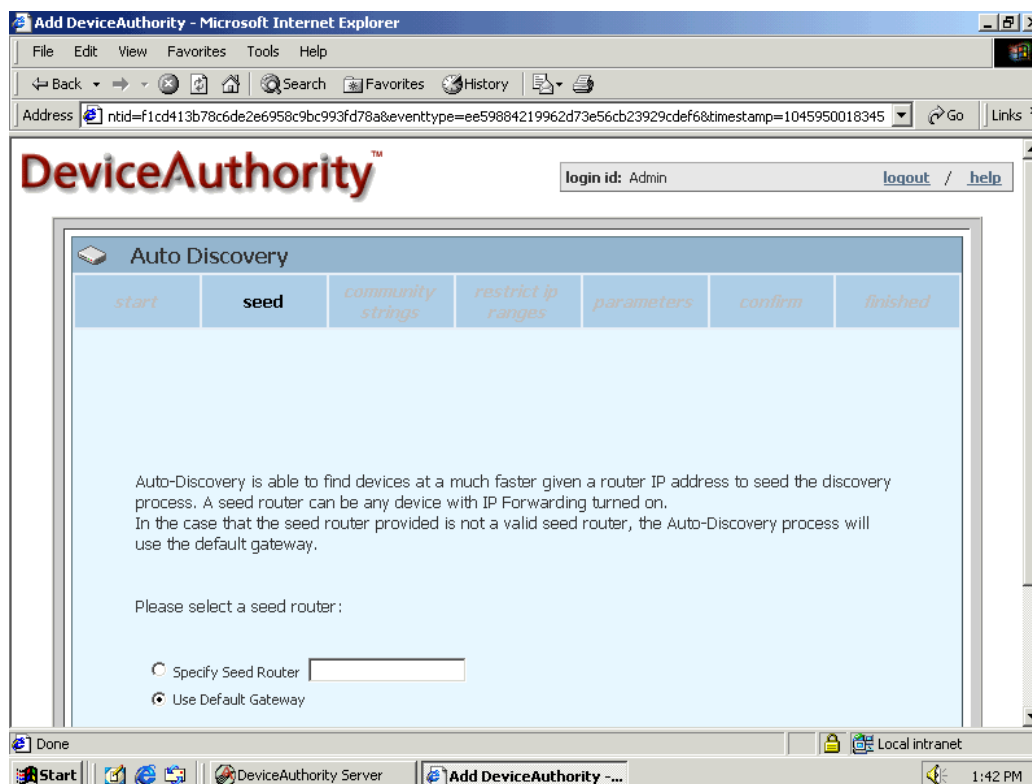 Add DeviceAuthority - Microsoft Internet Explorer
File Edit View Favorites Tools Help
Back Search Favorites History
Address ntid=f1cd413b78c6de2e6958c9bc993fd78a&eventtype=ee59884219962d73e56cb23929cdef6&timestamp=1045950018345 Go Links
DeviceAuthority™
login id: Admin logout / help
Auto Discovery
start seed community strings restrict ip ranges parameters confirm finished
Auto-Discovery is able to find devices at a much faster given a router IP address to seed the discovery
process. A seed router can be any device with IP Forwarding turned on.
In the case that the seed router provided is not a valid seed router, the Auto-Discovery process will
use the default gateway.
Please select a seed router:
Specify Seed Router
Use Default Gateway
Done Local intranet
Start DeviceAuthority Server Add DeviceAuthority -... 1:42 PM